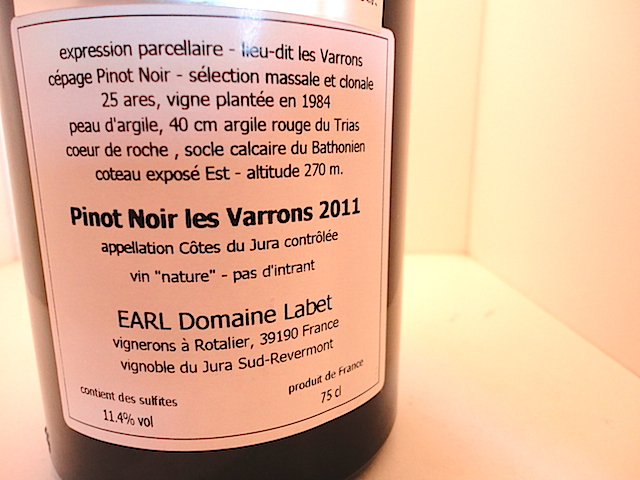 expression parcellaire - lieu-dit les Varrons
cépage Pinot Noir - sélection massale et clonale
25 ares, vigne plantée en 1984
peau d'argile, 40 cm argile rouge du Trias
coeur de roche , socle calcaire du Bathonien
coteau exposé Est - altitude 270 m.
Pinot Noir les Varrons 2011
appellation Côtes du Jura contrôlée
vin "nature" - pas d'intrant
EARL Domaine Labet
vignerons à Rotalier, 39190 France
vignoble du Jura Sud-Revermont
contient des sulfites
11.4% vol
produit de France
75 cl